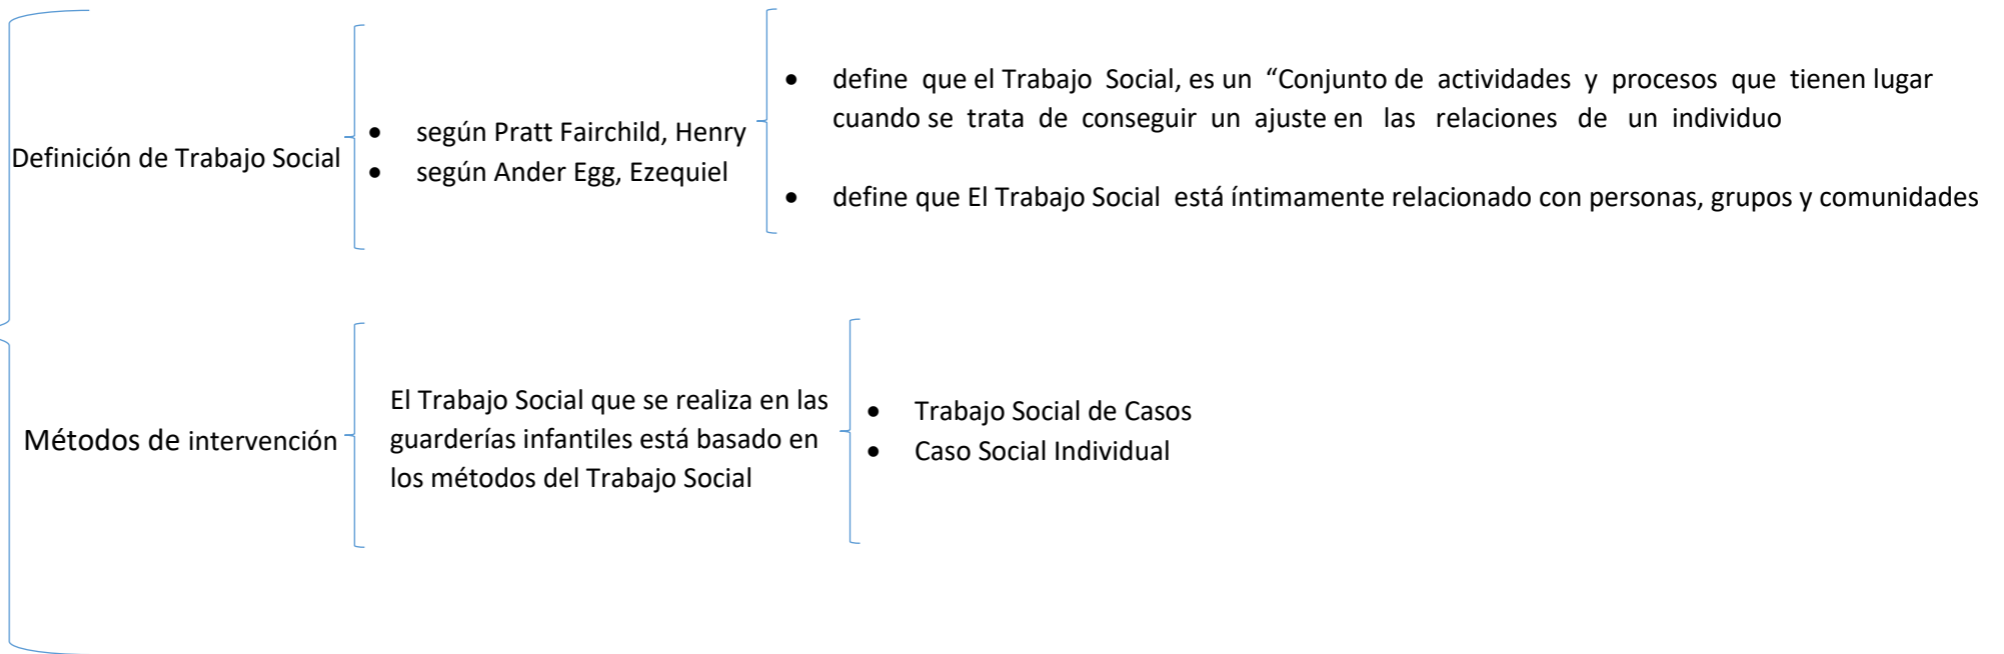 Definición de Trabajo Social
• según Pratt Fairchild, Henry
• según Ander Egg, Ezequiel
• define que el Trabajo Social, es un “Conjunto de actividades y procesos que tienen lugar
cuando se trata de conseguir un ajuste en las relaciones de un individuo
• define que El Trabajo Social está íntimamente relacionado con personas, grupos y comunidades
Métodos de intervención
El Trabajo Social que se realiza en las
guarderías infantiles está basado en
los métodos del Trabajo Social
• Trabajo Social de Casos
• Caso Social Individual